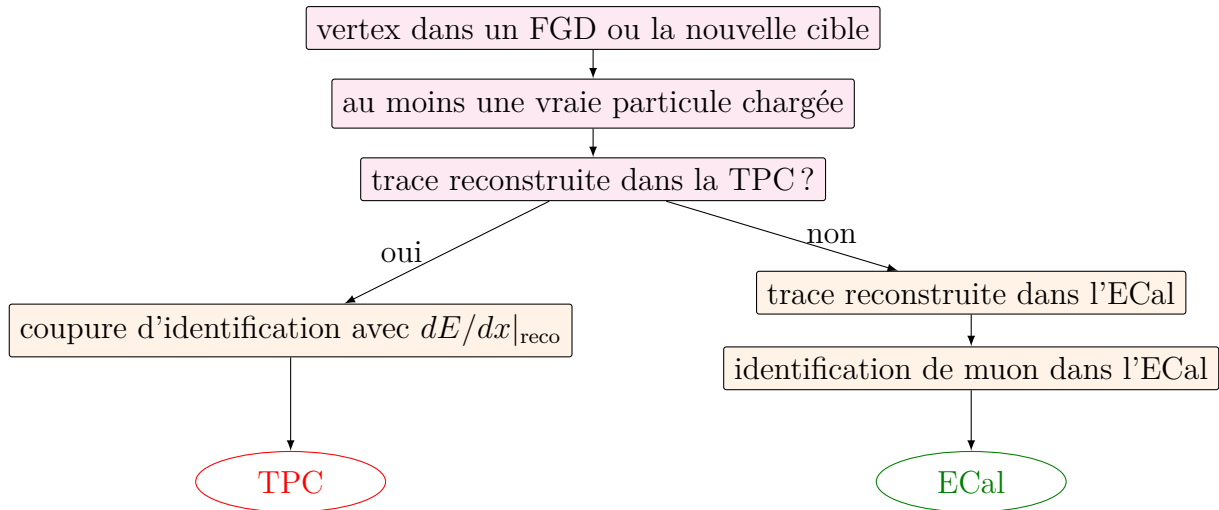 vertex dans un FGD ou la nouvelle cible
au moins une vraie particule chargée
trace reconstruite dans la TPC ?
oui
non
trace reconstruite dans l'ECal
coupure d'identification avec dE/dx|reco
identification de muon dans l'ECal
TPC
ECal